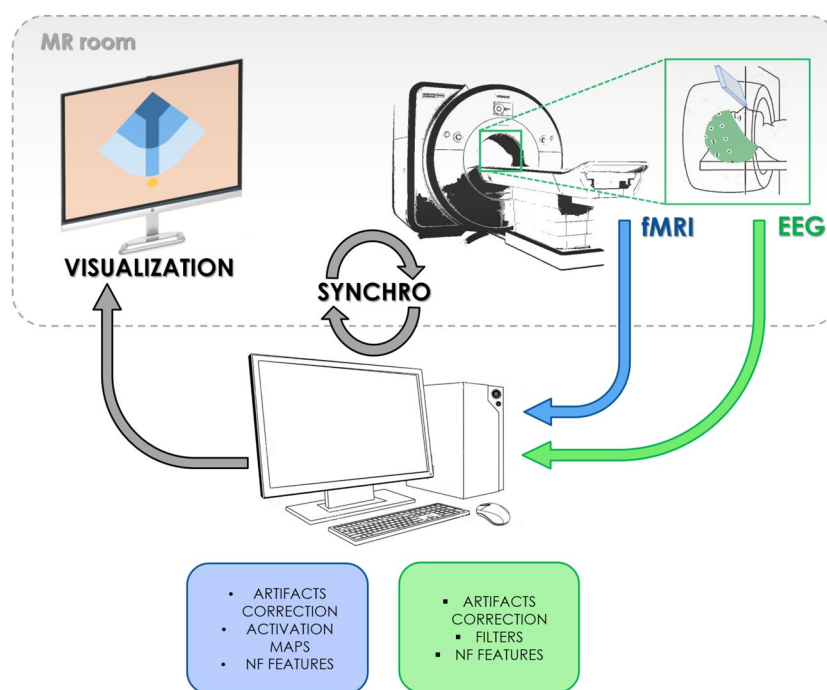 MR room
VISUALIZATION
SYNCHRO
fMRI
EEG
• ARTIFACTS
CORRECTION
• ACTIVATION
MAPS
• NF FEATURES
▪ ARTIFACTS
CORRECTION
▪ FILTERS
▪ NF FEATURES